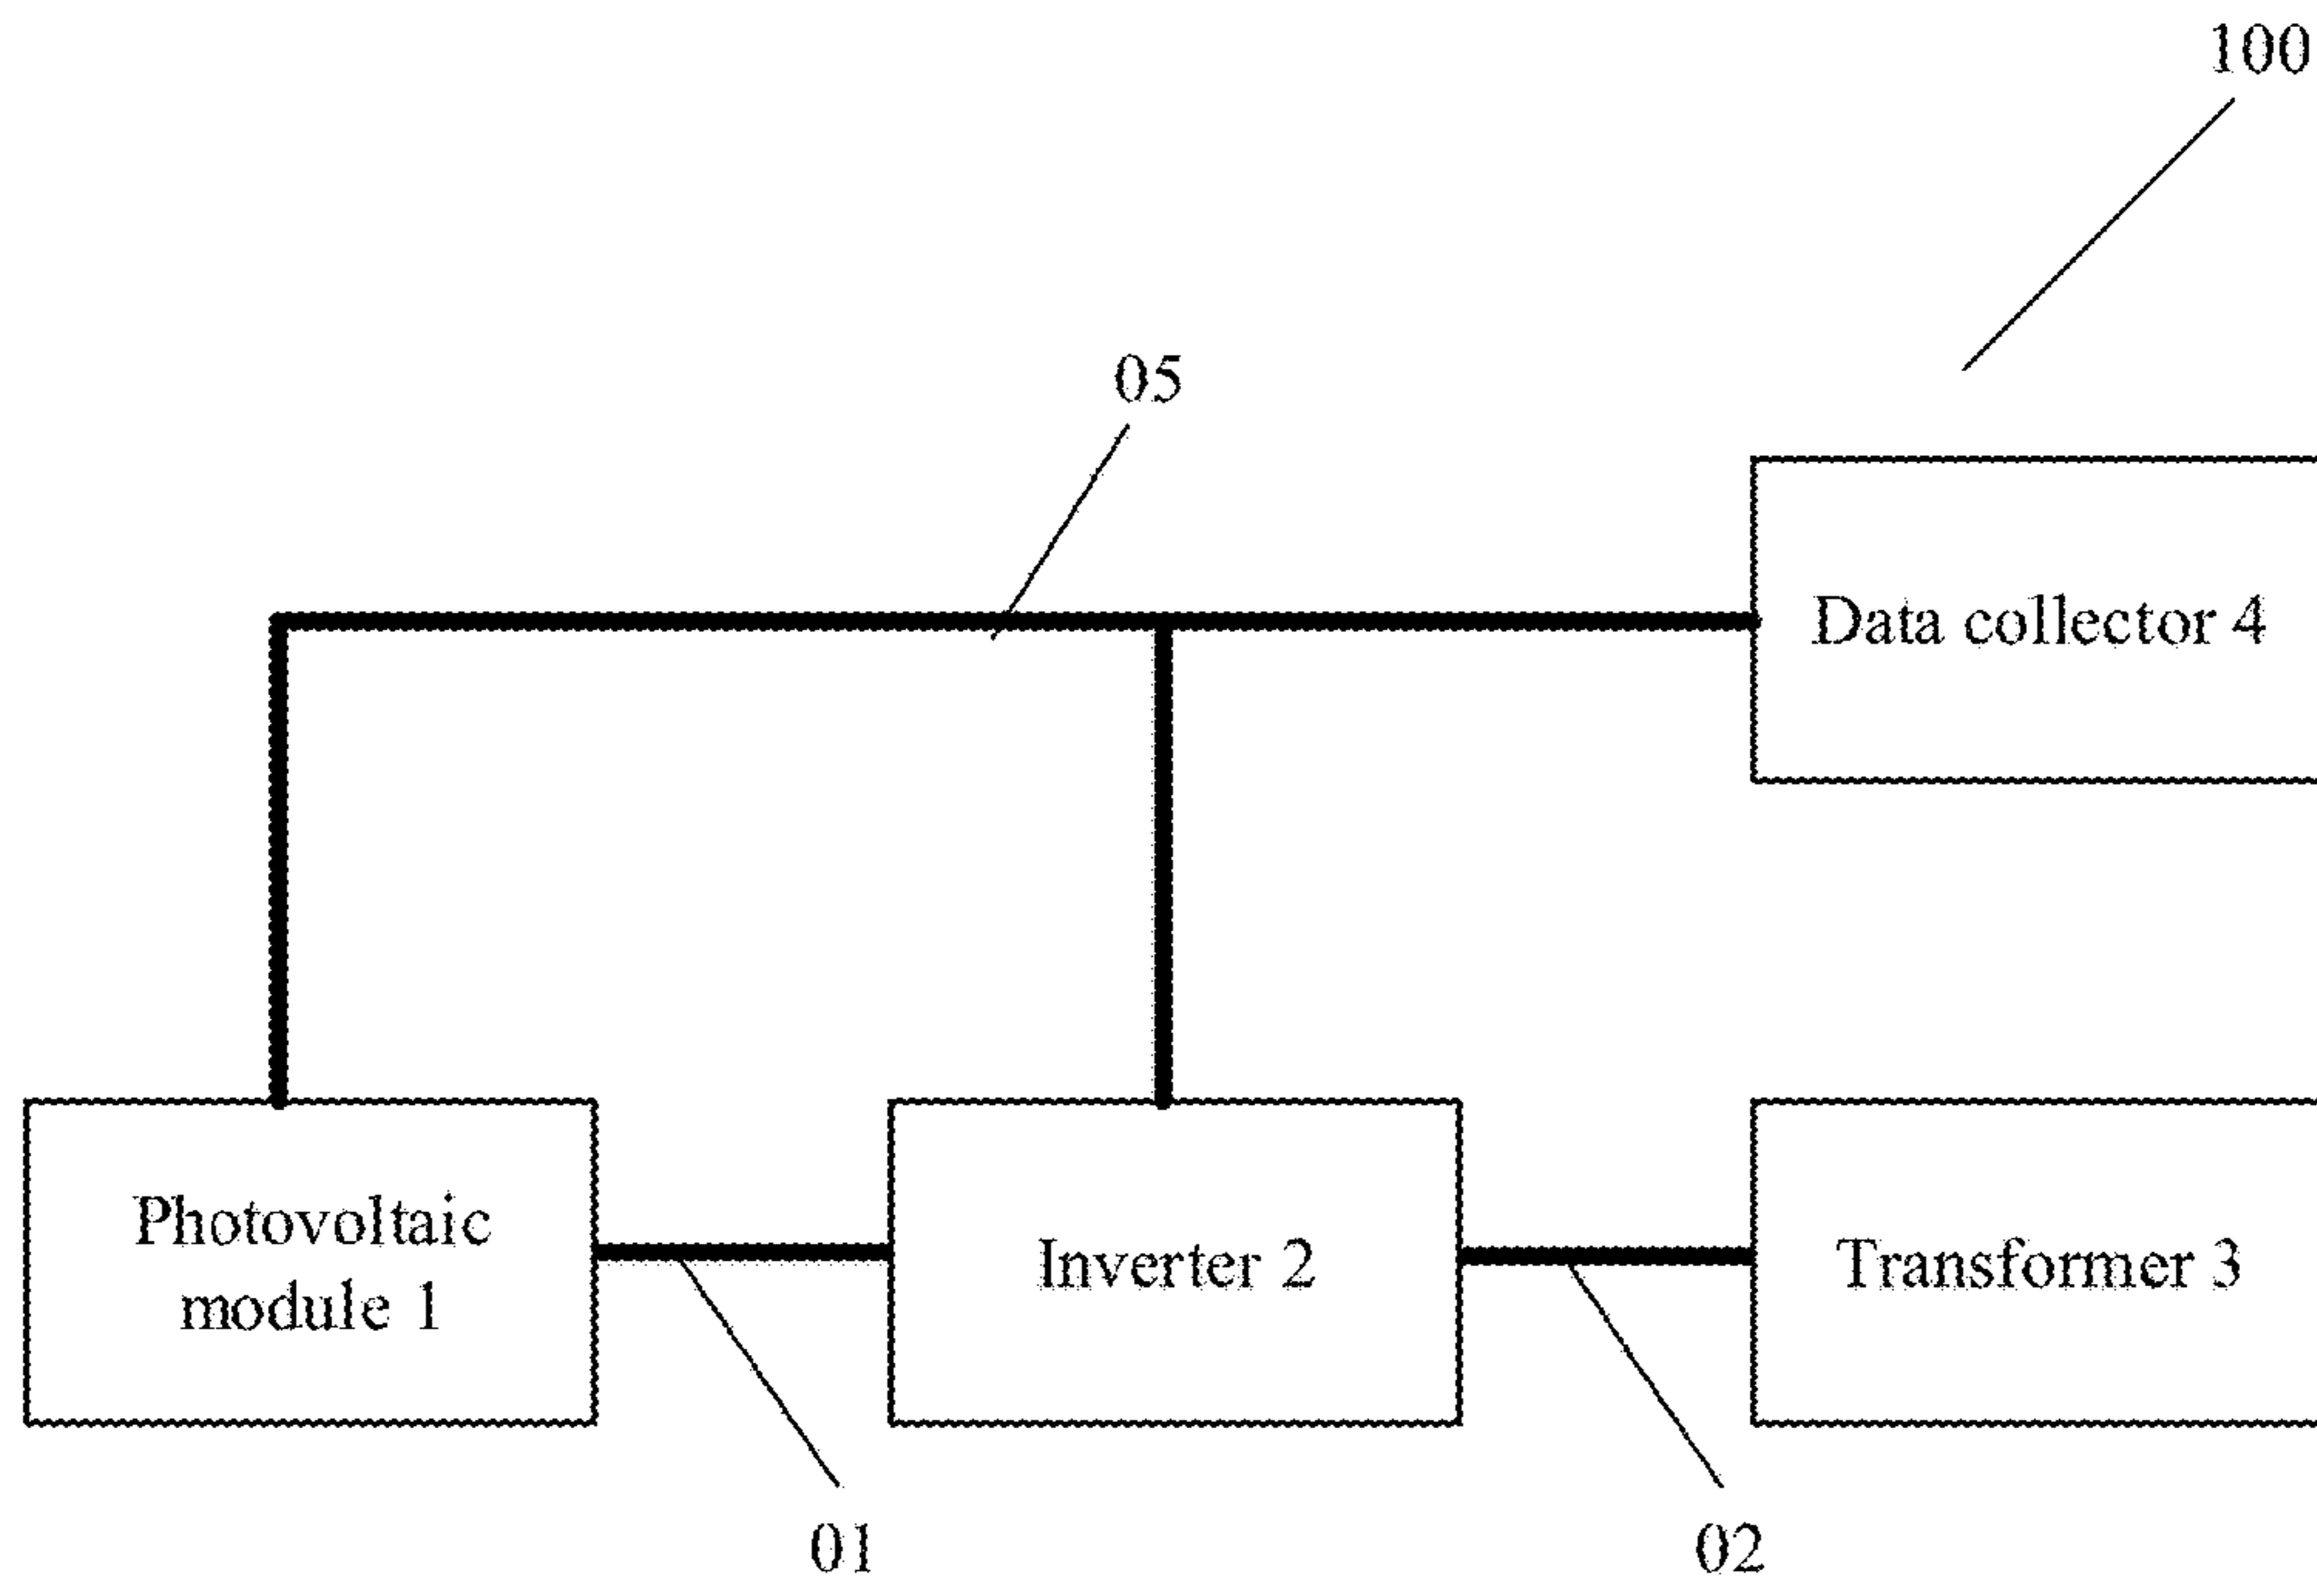 100
05
Data collector 4
Photovoltaic
module 1
Inverter 2
Transformer 3
01
02